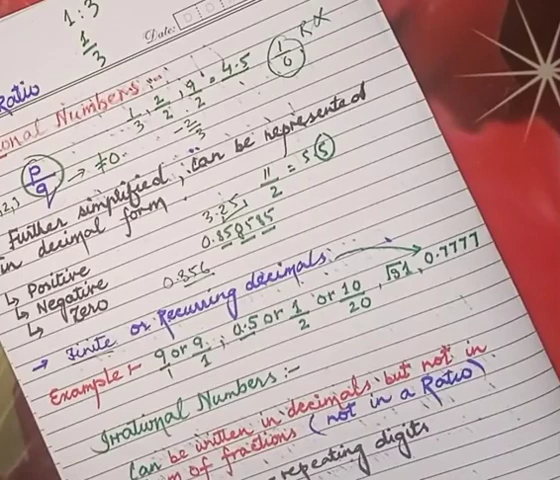 1:3
1/3
Date:
Ratio
onal Numbers:-
1/3, 2/2, 9/2 = 4.5
1/0
-2/3
p/q → ≠0.
Further simplified, can be represented
in decimal form.
3.25, 11/2 = 5.5
0.858585
0.856
↳ Positive
↳ Negative
↳ Zero
→ Finite or Recurring decimals:
Example:- 9/1 or 9/1, 0.5 or 1/2 or 10/20, √81, 0.7777
Irrational Numbers:-
Can be written in decimals but not in
m of fractions (not in a Ratio)
repeating digits